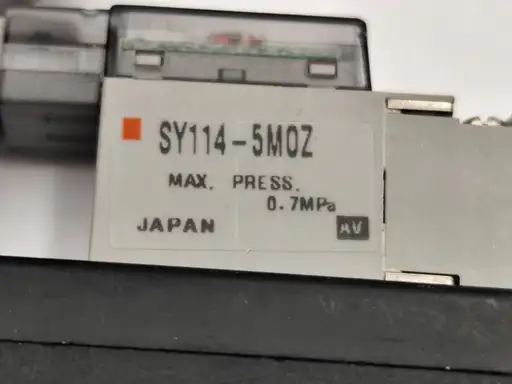 SY114-5MOZ
MAX. PRESS.
0.7MPa
JAPAN
AV